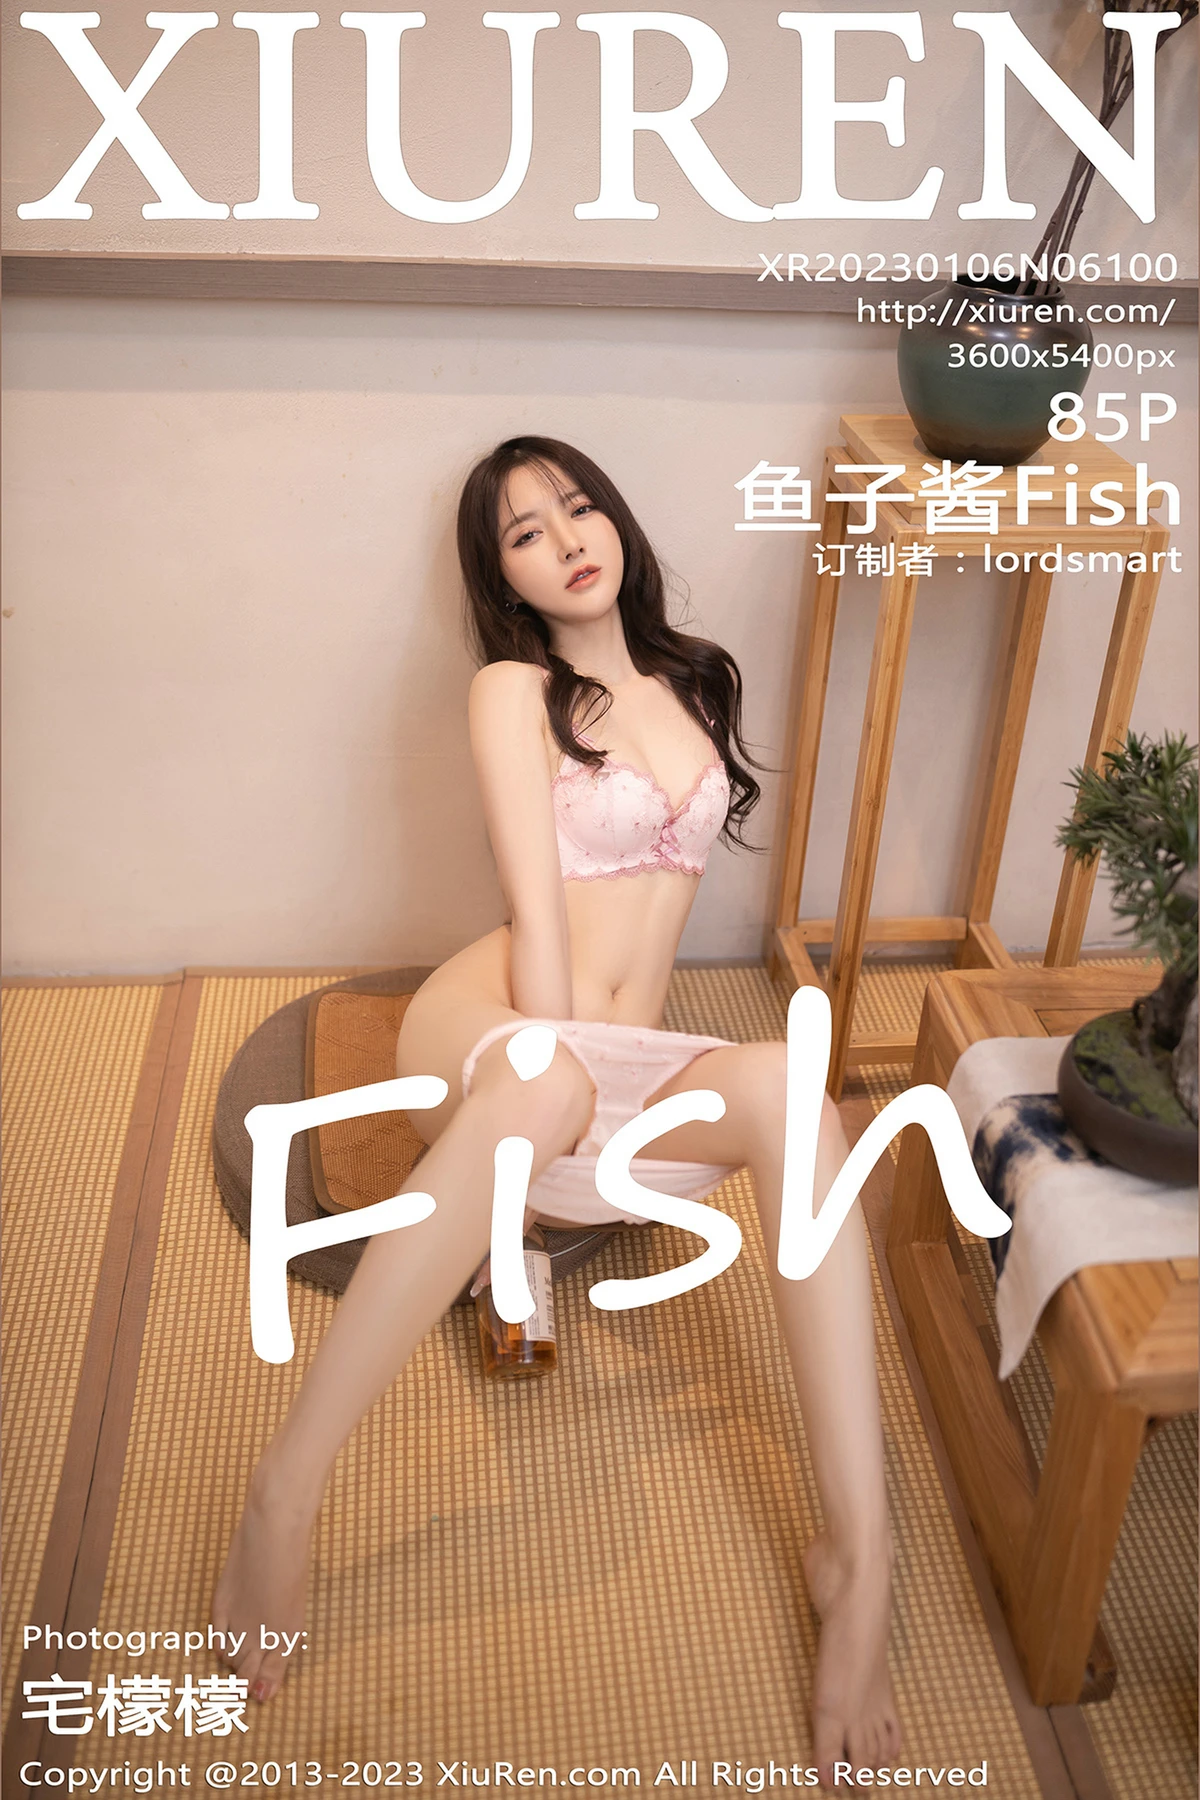 XIUREN
XR20230106N06100
http://xiuren.com/
3600x5400px
85P
鱼子酱Fish
订制者：lordsmart
Fish
Photography by:
宅檬檬
Copyright @2013-2023 XiuRen.com All Rights Reserved